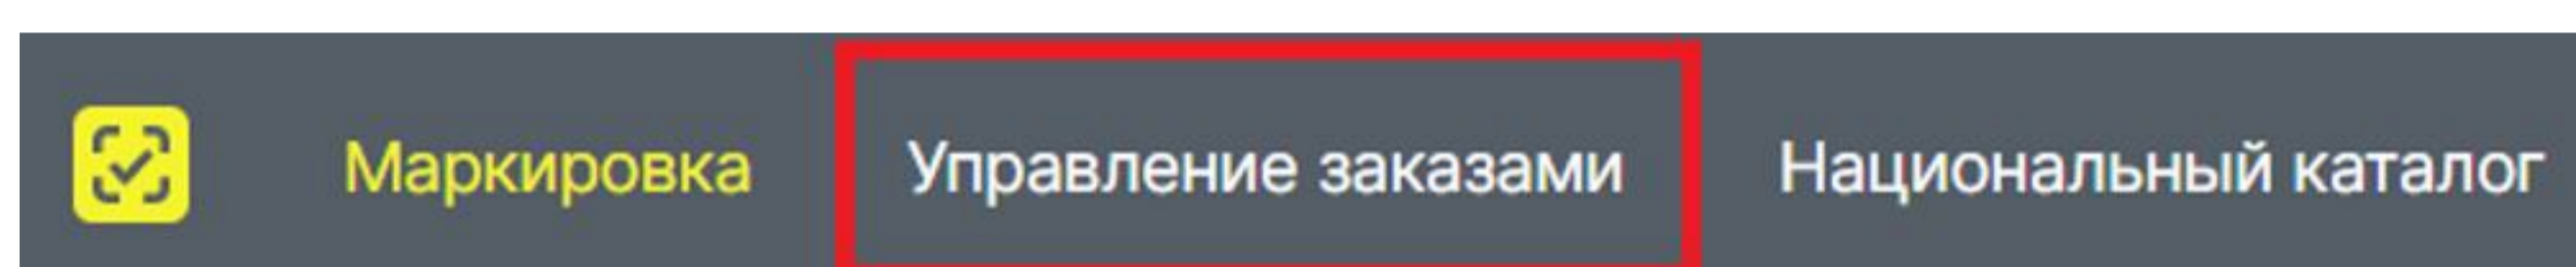 Маркировка Управление заказами Национальный каталог